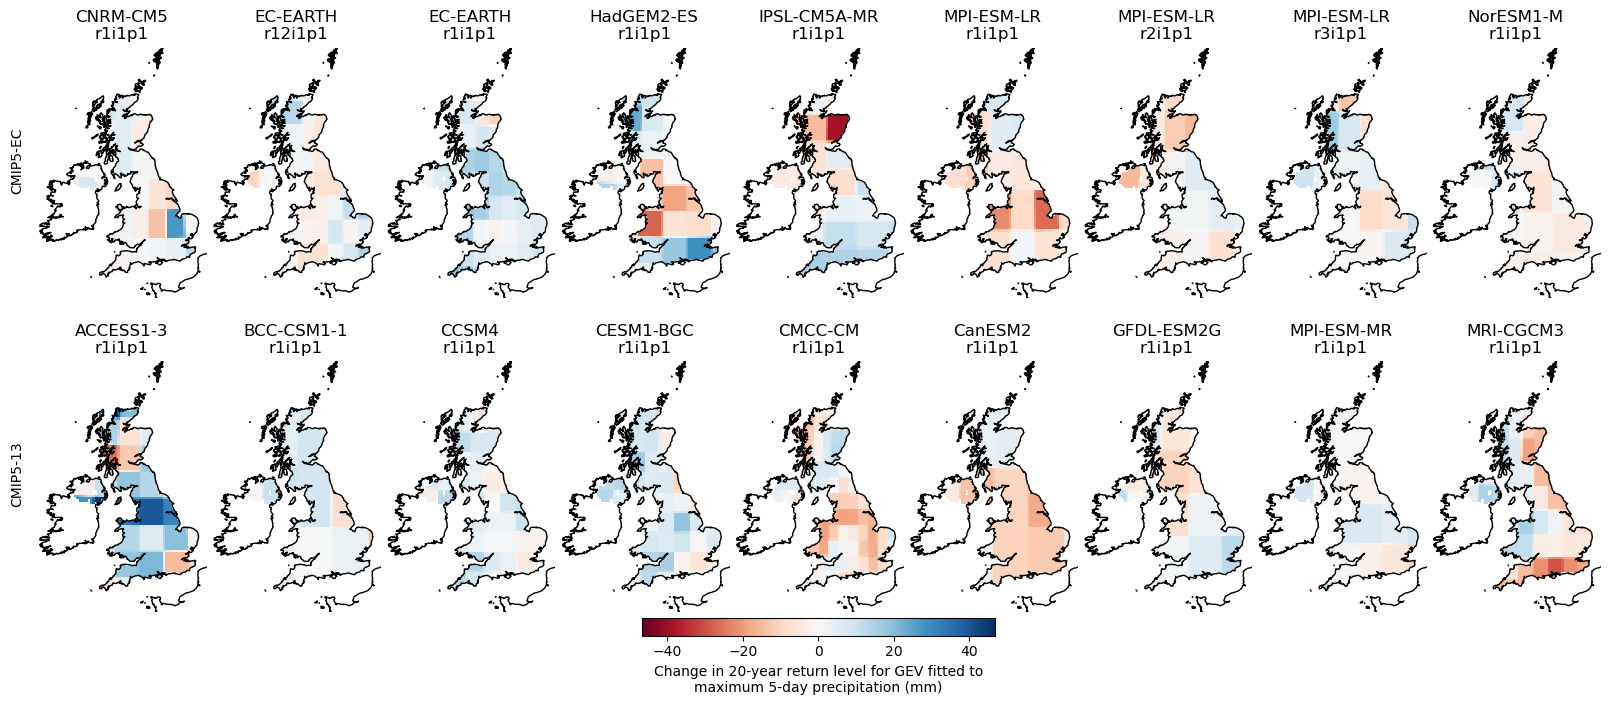 CNRM-CM5 EC-EARTH EC-EARTH HadGEM2-ES IPSL-CM5A-MR MPI-ESM-LR MPI-ESM-LR MPI-ESM-LR NorESM1-M
r1i1p1 r12i1p1 r1i1p1 r1i1p1 r1i1p1 r1i1p1 r2i1p1 r3i1p1 r1i1p1
CMIP5-EC
ACCESS1-3 BCC-CSM1-1 CCSM4 CESM1-BGC CMCC-CM CanESM2 GFDL-ESM2G MPI-ESM-MR MRI-CGCM3
r1i1p1 r1i1p1 r1i1p1 r1i1p1 r1i1p1 r1i1p1 r1i1p1 r1i1p1 r1i1p1
CMIP5-13
−40 −20 0 20 40
Change in 20-year return level for GEV fitted to
maximum 5-day precipitation (mm)